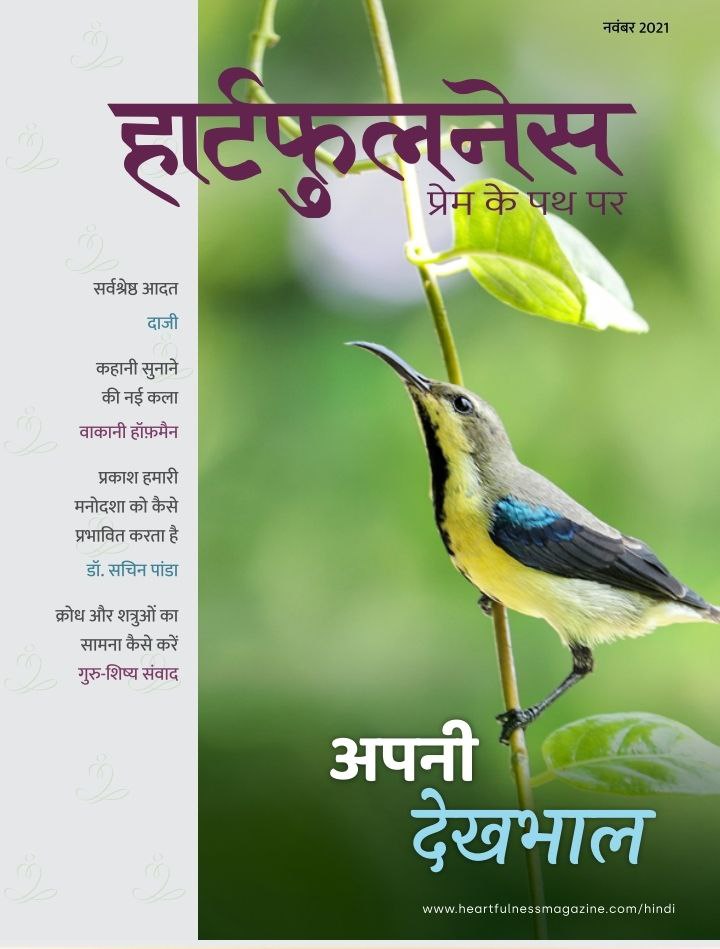 नवंबर 2021
हार्टफुलनेस
प्रेम के पथ पर
सर्वश्रेष्ठ आदत
दाजी
कहानी सुनाने
की नई कला
वाकानी हॉफ़मैन
प्रकाश हमारी
मनोदशा को कैसे
प्रभावित करता है
डॉ. सचिन पांडा
क्रोध और शत्रुओं का
सामना कैसे करें
गुरु-शिष्य संवाद
अपनी
देखभाल
www.heartfulnessmagazine.com/hindi